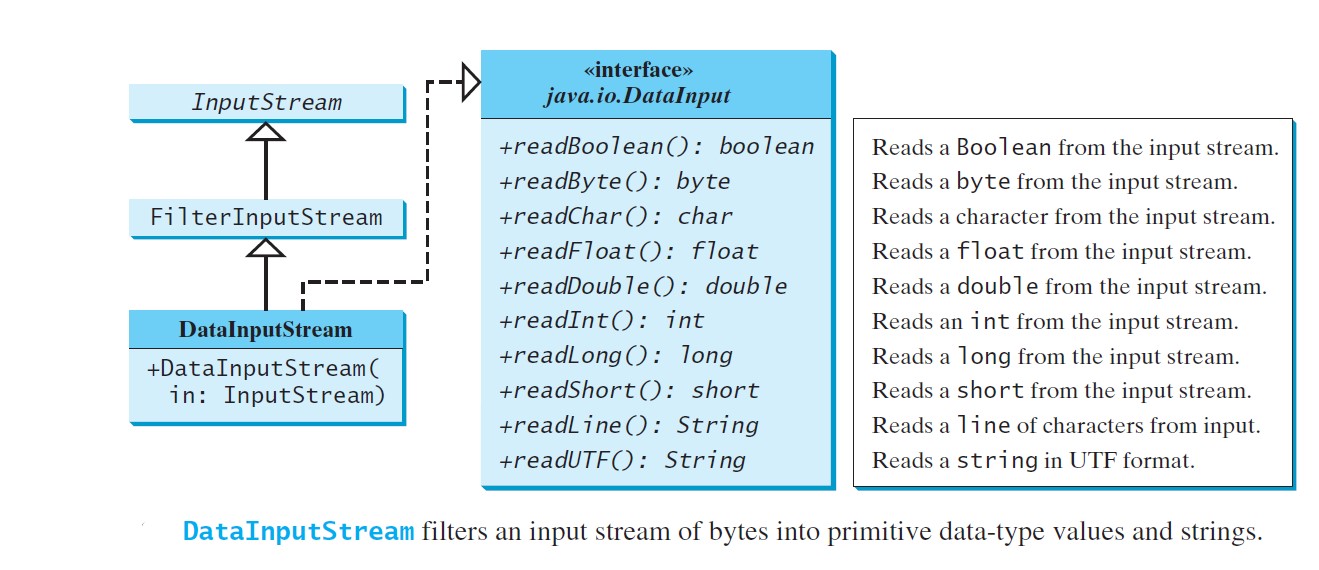 InputStream
FilterInputStream
DataInputStream
+DataInputStream(
in: InputStream)
«interface»
java.io.DataInput
+readBoolean(): boolean
+readByte(): byte
+readChar(): char
+readFloat(): float
+readDouble(): double
+readInt(): int
+readLong(): long
+readShort(): short
+readLine(): String
+readUTF(): String
Reads a Boolean from the input stream.
Reads a byte from the input stream.
Reads a character from the input stream.
Reads a float from the input stream.
Reads a double from the input stream.
Reads an int from the input stream.
Reads a long from the input stream.
Reads a short from the input stream.
Reads a line of characters from input.
Reads a string in UTF format.
DataInputStream filters an input stream of bytes into primitive data-type values and strings.